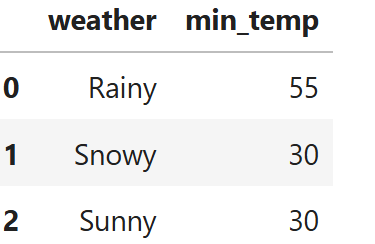 weather min_temp
0 Rainy 55
1 Snowy 30
2 Sunny 30